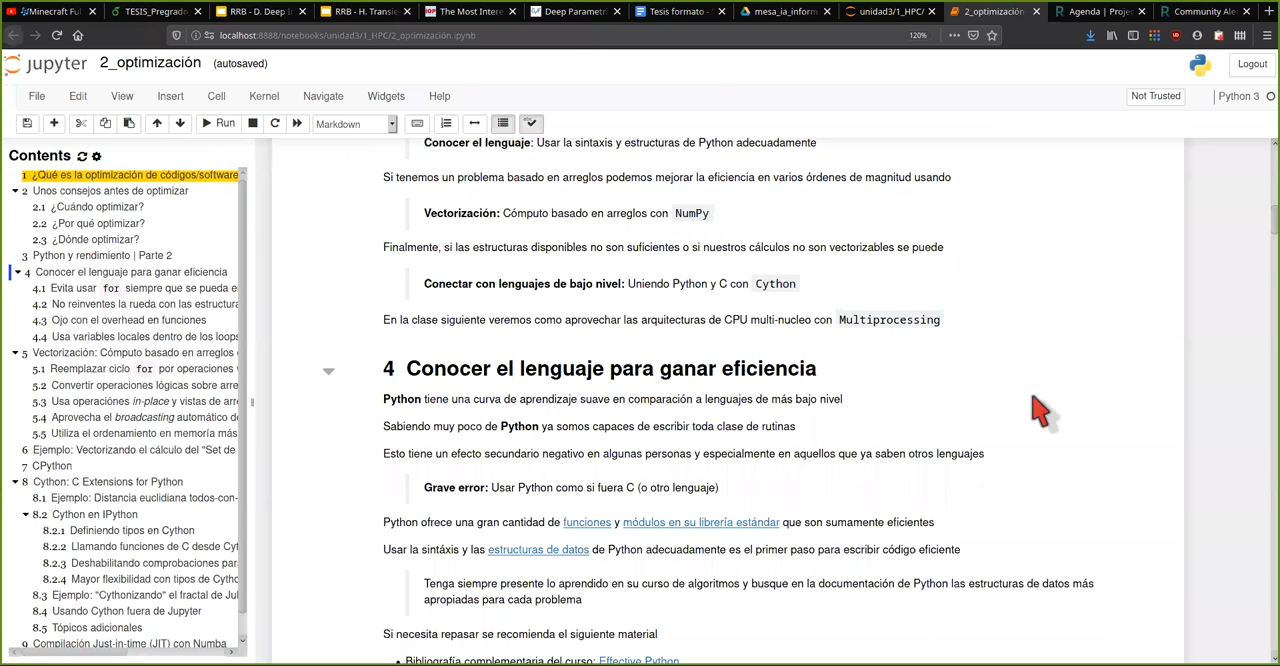 Minecraft Ful
TESIS_Pregrado
RRB - D. Deep In
RRB - H. Transie
The Most Interes
Deep Parametri
Tesis formato -
mesa_ia_inform
unidad3/1_HPC/
2_optimización
Agenda | Projec
Community Ale
localhost:8888/notebooks/unidad3/1_HPC/2_optimización.ipynb
120%
jupyter 2_optimización (autosaved)
Logout
File Edit View Insert Cell Kernel Navigate Widgets Help
Not Trusted
Python 3
Run
Markdown
Contents
1 ¿Qué es la optimización de códigos/software
2 Unos consejos antes de optimizar
2.1 ¿Cuándo optimizar?
2.2 ¿Por qué optimizar?
2.3 ¿Dónde optimizar?
3 Python y rendimiento | Parte 2
4 Conocer el lenguaje para ganar eficiencia
4.1 Evita usar for siempre que se pueda e
4.2 No reinventes la rueda con las estructura
4.3 Ojo con el overhead en funciones
4.4 Usa variables locales dentro de los loops
5 Vectorización: Cómputo basado en arreglos
5.1 Reemplazar ciclo for por operaciones
5.2 Convertir operaciones lógicas sobre arre
5.3 Usa operaciónes in-place y vistas de arre
5.4 Aprovecha el broadcasting automático de
5.5 Utiliza el ordenamiento en memoría más
6 Ejemplo: Vectorizando el cálculo del "Set de
7 CPython
8 Cython: C Extensions for Python
8.1 Ejemplo: Distancia euclidiana todos-con-
8.2 Cython en IPython
8.2.1 Definiendo tipos en Cython
8.2.2 Llamando funciones de C desde Cyt
8.2.3 Deshabilitando comprobaciones par
8.2.4 Mayor flexibilidad con tipos de Cytho
8.3 Ejemplo: "Cythonizando" el fractal de Jul
8.4 Usando Cython fuera de Jupyter
8.5 Tópicos adicionales
9 Compilación Just-in-time (JIT) con Numba
Conocer el lenguaje: Usar la sintaxis y estructuras de Python adecuadamente
Si tenemos un problema basado en arreglos podemos mejorar la eficiencia en varios órdenes de magnitud usando
Vectorización: Cómputo basado en arreglos con NumPy
Finalmente, si las estructuras disponibles no son suficientes o si nuestros cálculos no son vectorizables se puede
Conectar con lenguajes de bajo nivel: Uniendo Python y C con Cython
En la clase siguiente veremos como aprovechar las arquitecturas de CPU multi-nucleo con Multiprocessing
4 Conocer el lenguaje para ganar eficiencia
Python tiene una curva de aprendizaje suave en comparación a lenguajes de más bajo nivel
Sabiendo muy poco de Python ya somos capaces de escribir toda clase de rutinas
Esto tiene un efecto secundario negativo en algunas personas y especialmente en aquellos que ya saben otros lenguajes
Grave error: Usar Python como si fuera C (o otro lenguaje)
Python ofrece una gran cantidad de funciones y módulos en su librería estándar que son sumamente eficientes
Usar la sintáxis y las estructuras de datos de Python adecuadamente es el primer paso para escribir código eficiente
Tenga siempre presente lo aprendido en su curso de algoritmos y busque en la documentación de Python las estructuras de datos más
apropiadas para cada problema
Si necesita repasar se recomienda el siguiente material
• Bibliografía complementaria del curso: Effective Python